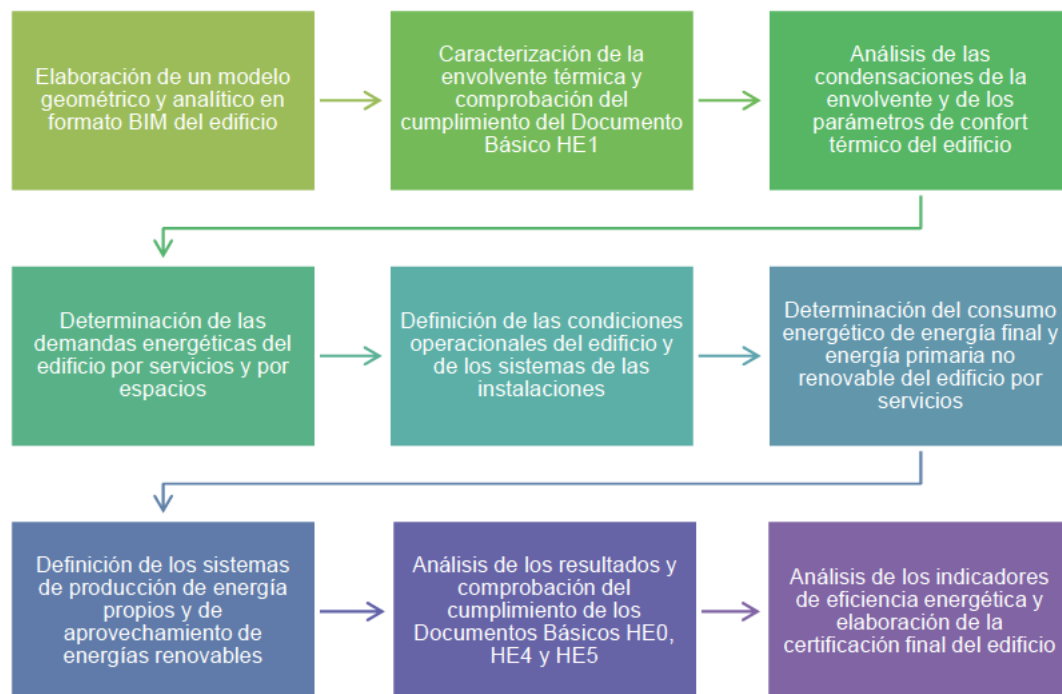 Elaboración de un modelo
geométrico y analítico en
formato BIM del edificio
Caracterización de la
envolvente térmica y
comprobación del
cumplimiento del Documento
Básico HE1
Análisis de las
condensaciones de la
envolvente y de los
parámetros de confort
térmico del edificio
Determinación de las
demandas energéticas del
edificio por servicios y por
espacios
Definición de las condiciones
operacionales del edificio y
de los sistemas de las
instalaciones
Determinación del consumo
energético de energía final y
energía primaria no
renovable del edificio por
servicios
Definición de los sistemas
de producción de energía
propios y de
aprovechamiento de
energías renovables
Análisis de los resultados y
comprobación del
cumplimiento de los
Documentos Básicos HE0,
HE4 y HE5
Análisis de los indicadores
de eficiencia energética y
elaboración de la
certificación final del edificio